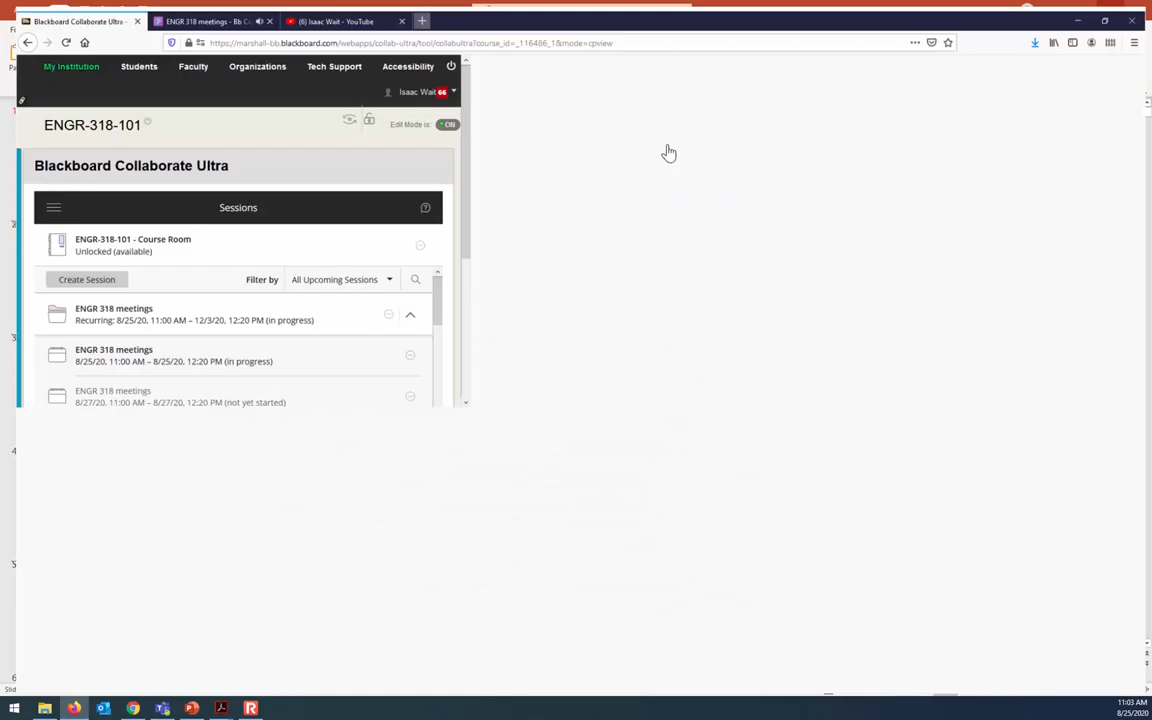 Blackboard Collaborate Ultra -
ENGR 318 meetings - Bb C
(6) Isaac Wait - YouTube
https://marshall-bb.blackboard.com/webapps/collab-ultra/tool/collabultra?course_id=_116486_1&mode=cpview
My Institution Students Faculty Organizations Tech Support Accessibility
Isaac Wait 66
ENGR-318-101
Edit Mode is: ON
Blackboard Collaborate Ultra
Sessions
ENGR-318-101 - Course Room
Unlocked (available)
Create Session Filter by All Upcoming Sessions
ENGR 318 meetings
Recurring: 8/25/20, 11:00 AM – 12/3/20, 12:20 PM (in progress)
ENGR 318 meetings
8/25/20, 11:00 AM – 8/25/20, 12:20 PM (in progress)
ENGR 318 meetings
8/27/20, 11:00 AM – 8/27/20, 12:20 PM (not yet started)
2
3
4
5
6
Slid
11:03 AM
8/25/2020